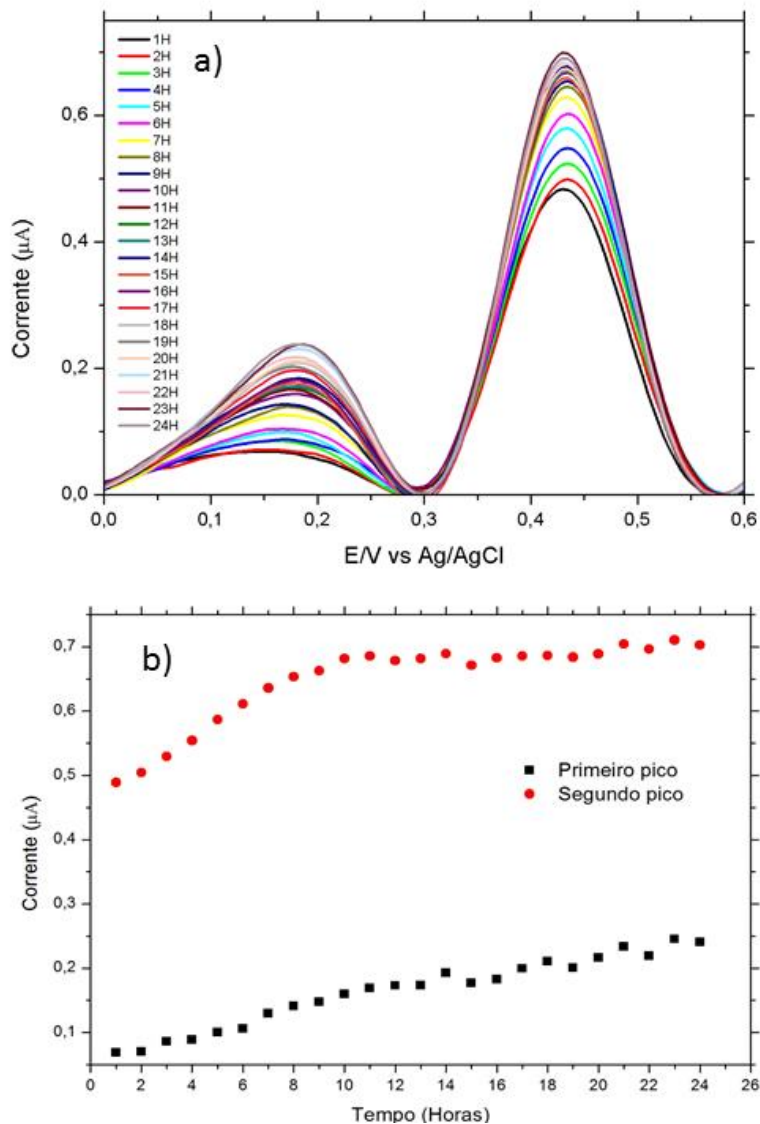 a)
1H
2H
3H
4H
5H
6H
7H
8H
9H
10H
11H
12H
13H
14H
15H
16H
17H
18H
19H
20H
21H
22H
23H
24H
0,6
0,4
0,2
0,0
Corrente (µA)
0,0 0,1 0,2 0,3 0,4 0,5 0,6
E/V vs Ag/AgCl
b)
0,7
0,6
0,5
0,4
0,3
0,2
0,1
Corrente (µA)
Primeiro pico
Segundo pico
0 2 4 6 8 10 12 14 16 18 20 22 24 26
Tempo (Horas)